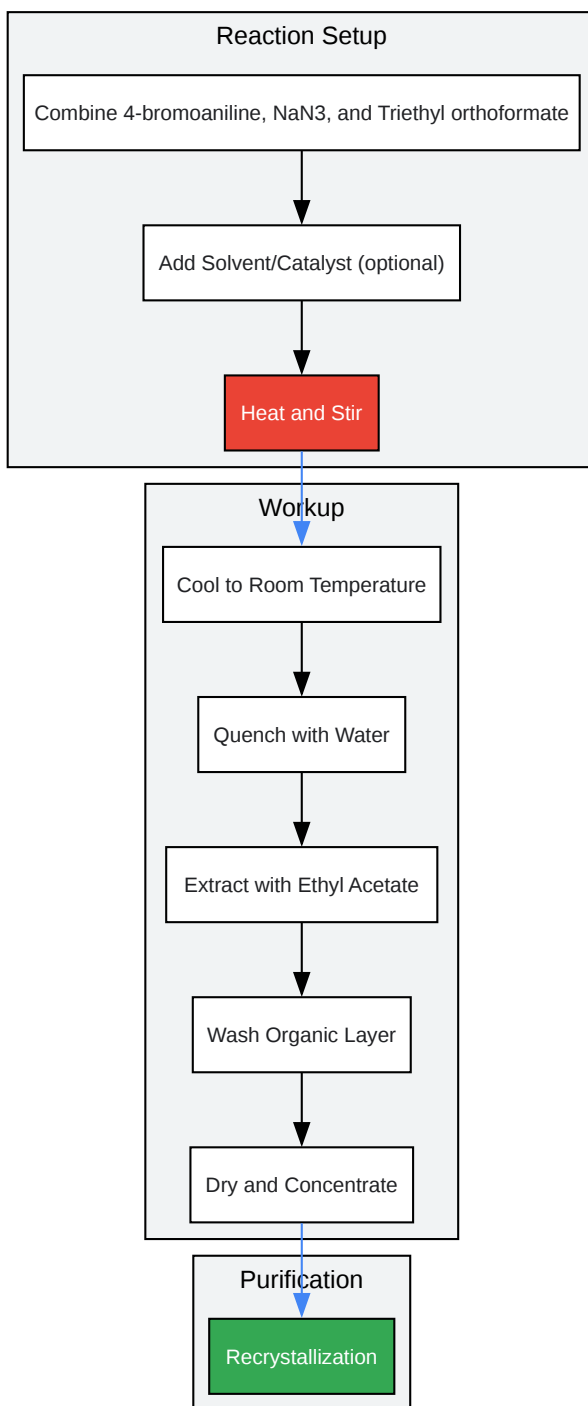 Reaction Setup
Combine 4-bromoaniline, NaN3, and Triethyl orthoformate
Add Solvent/Catalyst (optional)
Heat and Stir
Workup
Cool to Room Temperature
Quench with Water
Extract with Ethyl Acetate
Wash Organic Layer
Dry and Concentrate
Purification
Recrystallization